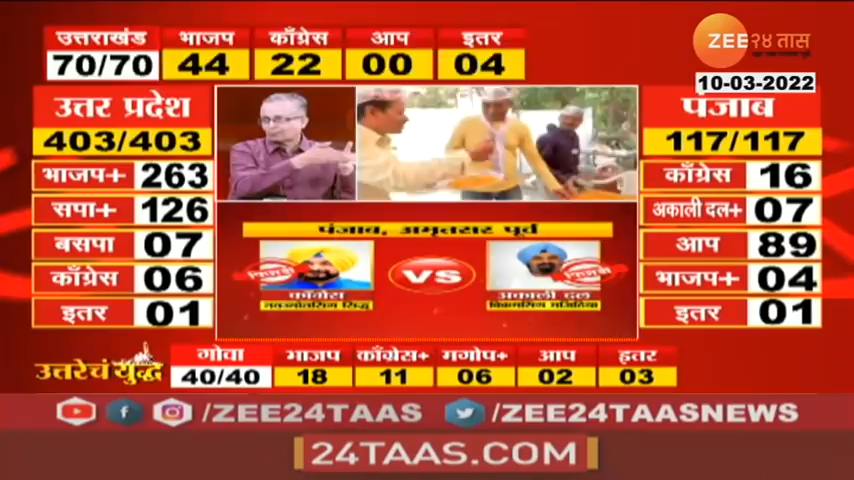 उत्तराखंड भाजप काँग्रेस आप इतर
70/70 44 22 00 04
ZEE २४ तास
10-03-2022
उत्तर प्रदेश
403/403
भाजप+ 263
सपा+ 126
बसपा 07
काँग्रेस 06
इतर 01
पंजाब, अमृतसर पूर्व
VS
काँग्रेस
नवज्योतसिंग सिद्धू
अकाली दल
विक्रमसिंग मजिठिया
पंजाब
117/117
काँग्रेस 16
अकाली दल+ 07
आप 89
भाजप+ 04
इतर 01
उत्तरेचं युद्ध
गोवा भाजप काँग्रेस+ मगोप+ आप इतर
40/40 18 11 06 02 03
/ZEE24TAAS /ZEE24TAASNEWS
24TAAS.COM